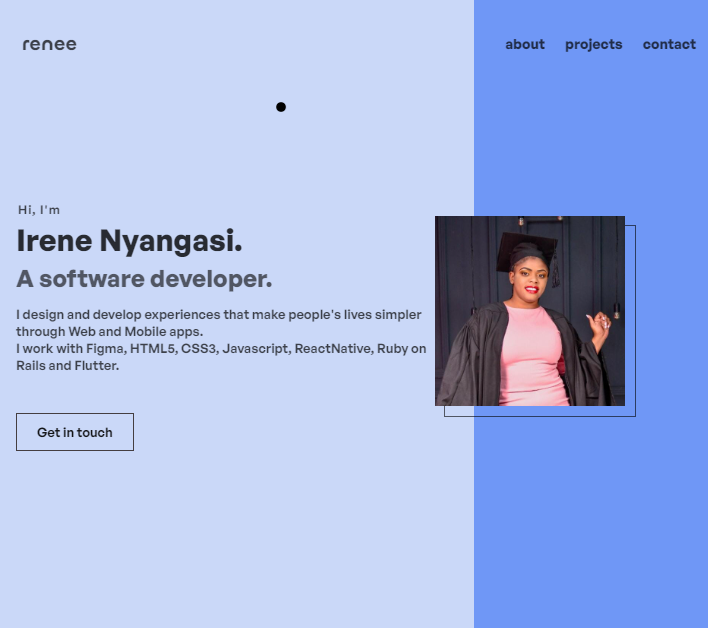 renee
about projects contact
Hi, I'm
Irene Nyangasi.
A software developer.
I design and develop experiences that make people's lives simpler
through Web and Mobile apps.
I work with Figma, HTML5, CSS3, Javascript, ReactNative, Ruby on
Rails and Flutter.
Get in touch